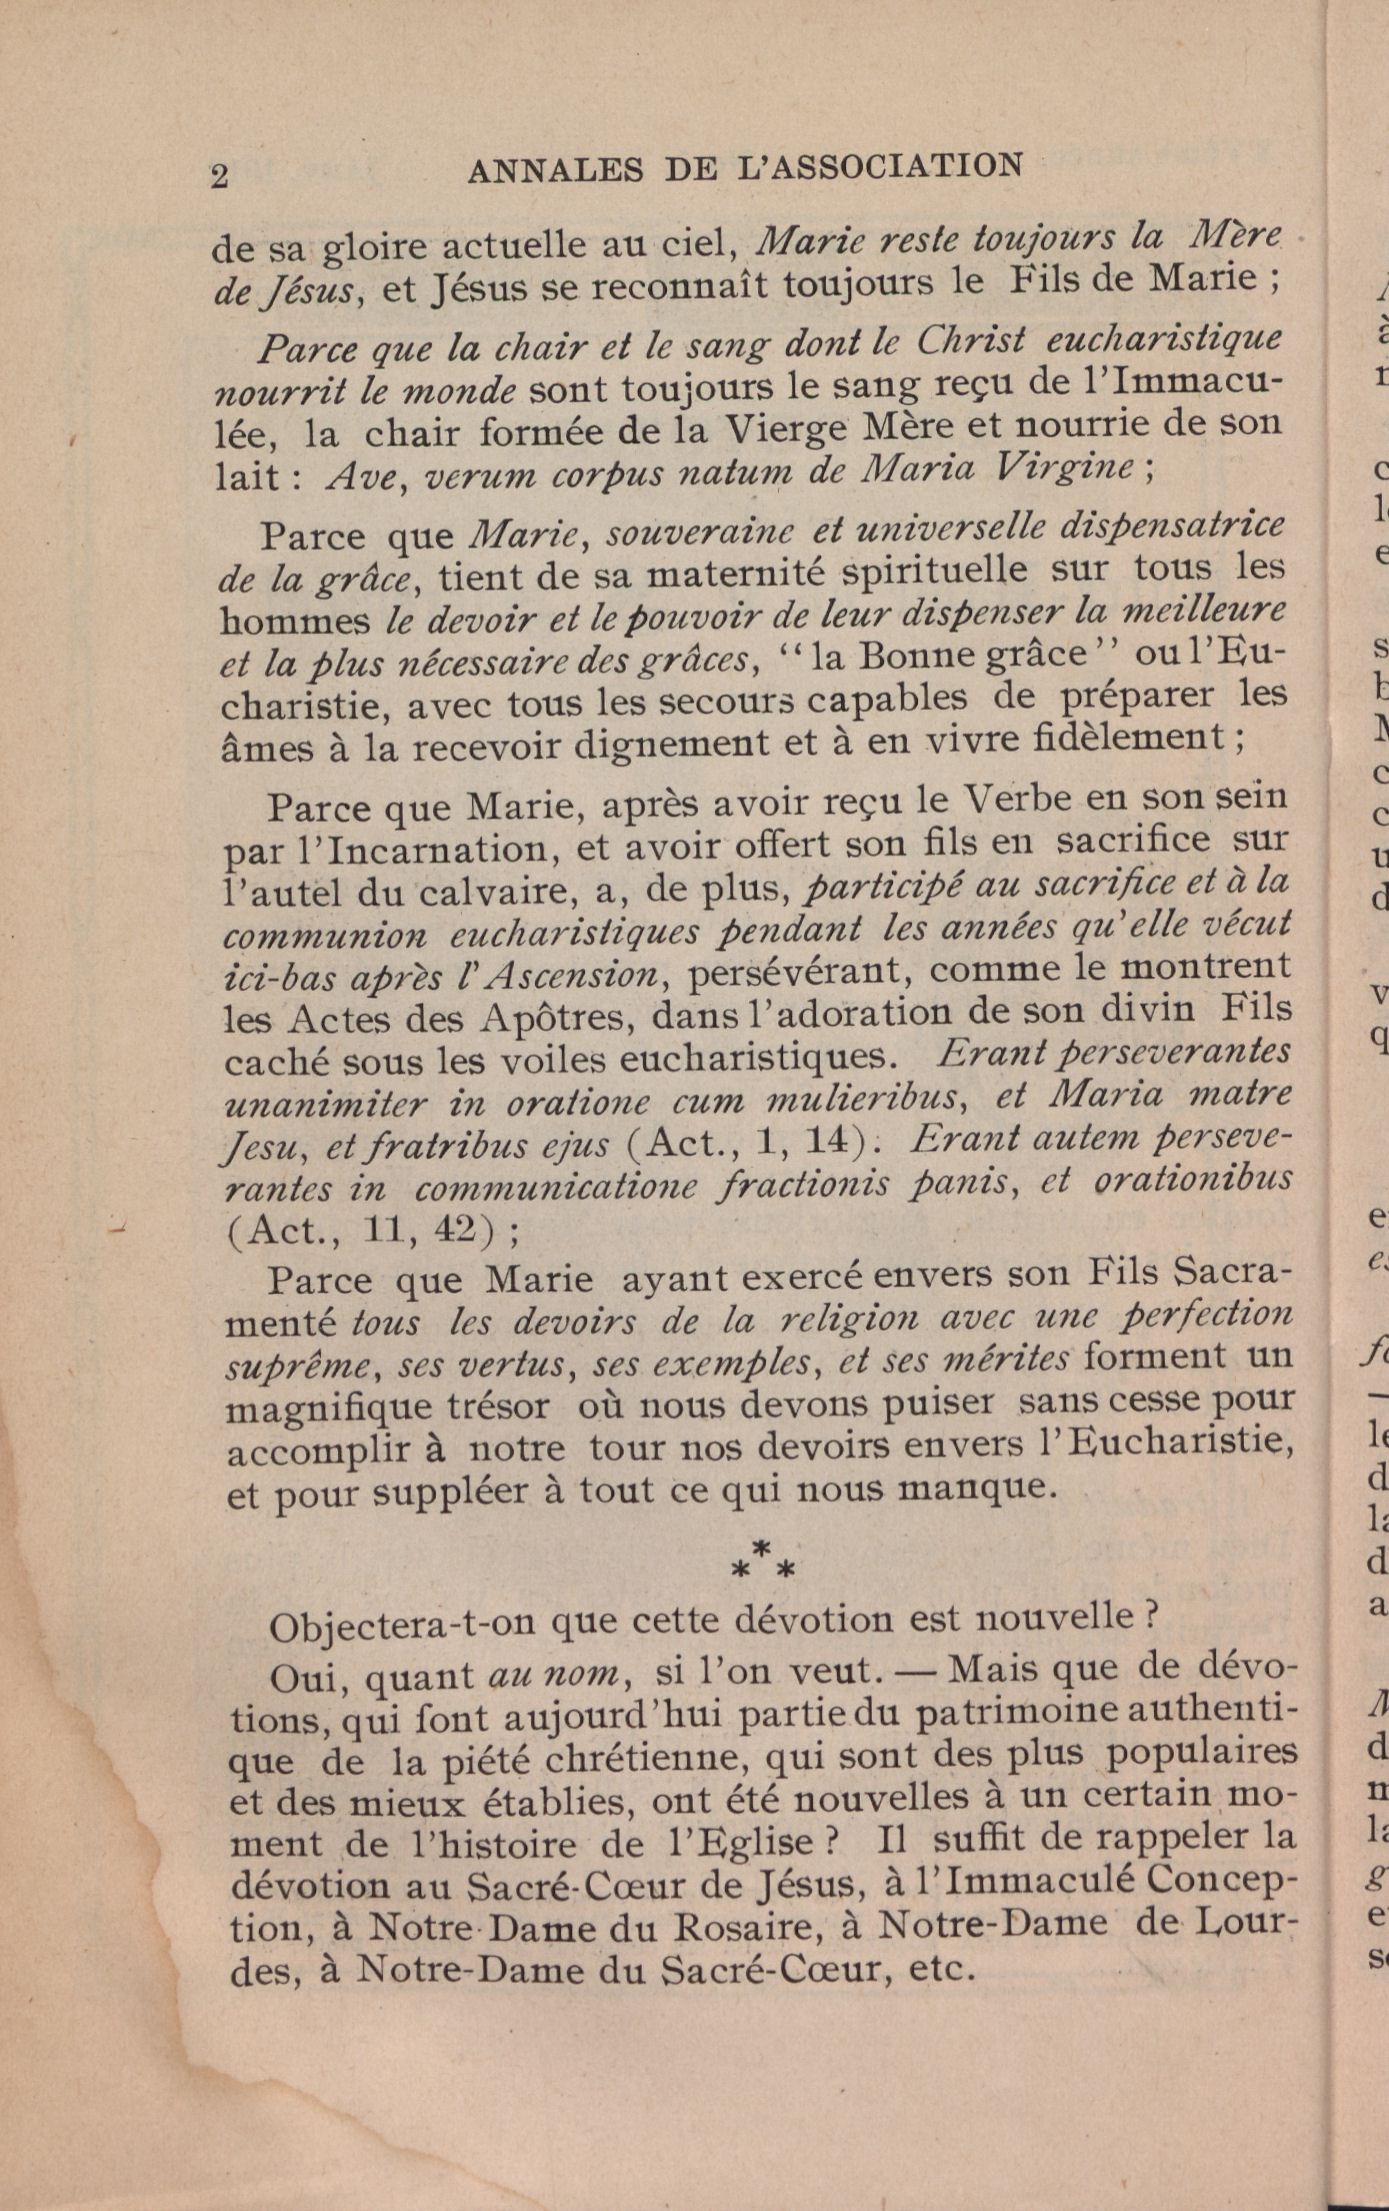 2 ANNALES DE L'ASSOCIATION
de sa gloire actuelle au ciel, Marie reste toujours la Mère
de Jésus, et Jésus se reconnaît toujours le Fils de Marie ;
Parce que la chair et le sang dont le Christ eucharistique
nourrit le monde sont toujours le sang reçu de l'Immacu-
lée, la chair formée de la Vierge Mère et nourrie de son
lait : Ave, verum corpus natum de Maria Virgine ;
Parce que Marie, souveraine et universelle dispensatrice
de la grâce, tient de sa maternité spirituelle sur tous les
hommes le devoir et le pouvoir de leur dispenser la meilleure
et la plus nécessaire des grâces, “la Bonne grâce” ou l'Eu-
charistie, avec tous les secours capables de préparer les
âmes à la recevoir dignement et à en vivre fidèlement ;
Parce que Marie, après avoir reçu le Verbe en son sein
par l'Incarnation, et avoir offert son fils en sacrifice sur
l'autel du calvaire, a, de plus, participé au sacrifice et à la
communion eucharistiques pendant les années qu'elle vécut
ici-bas après l'Ascension, persévérant, comme le montrent
les Actes des Apôtres, dans l'adoration de son divin Fils
caché sous les voiles eucharistiques. Erant perseverantes
unanimiter in oratione cum mulieribus, et Maria matre
Jesu, et fratribus ejus (Act., 1, 14). Erant autem perseve-
rantes in communicatione fractionis panis, et orationibus
(Act., 11, 42) ;
Parce que Marie ayant exercé envers son Fils Sacra-
menté tous les devoirs de la religion avec une perfection
suprême, ses vertus, ses exemples, et ses mérites forment un
magnifique trésor où nous devons puiser sans cesse pour
accomplir à notre tour nos devoirs envers l'Eucharistie,
et pour suppléer à tout ce qui nous manque.
* * *
Objectera-t-on que cette dévotion est nouvelle ?
Oui, quant au nom, si l'on veut. — Mais que de dévo-
tions, qui font aujourd'hui partie du patrimoine authenti-
que de la piété chrétienne, qui sont des plus populaires
et des mieux établies, ont été nouvelles à un certain mo-
ment de l'histoire de l'Eglise ? Il suffit de rappeler la
dévotion au Sacré-Cœur de Jésus, à l'Immaculé Concep-
tion, à Notre-Dame du Rosaire, à Notre-Dame de Lour-
des, à Notre-Dame du Sacré-Cœur, etc.